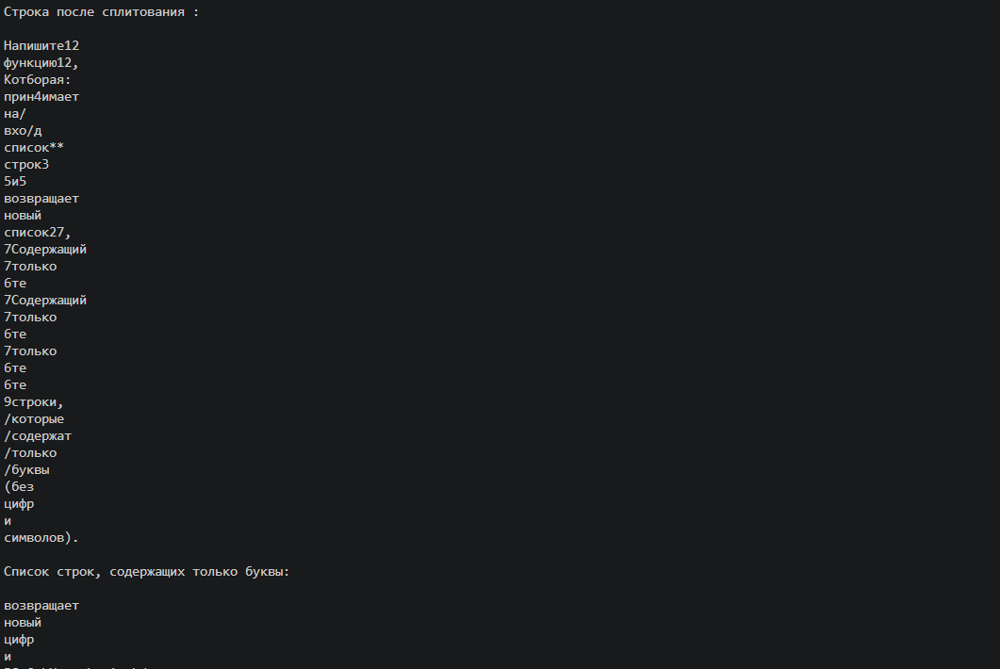 Строка после сплитования :
Напишите12
функцию12,
Кот6орая:
прин4имает
на/
вхо/д
список**
строк3
5и5
возвращает
новый
список27,
7Содержащий
7только
6те
7Содержащий
7только
6те
7только
6те
6те
9строки,
/которые
/содержат
/только
/буквы
(без
цифр
и
символов).
Список строк, содержащих только буквы:
возвращает
новый
цифр
и